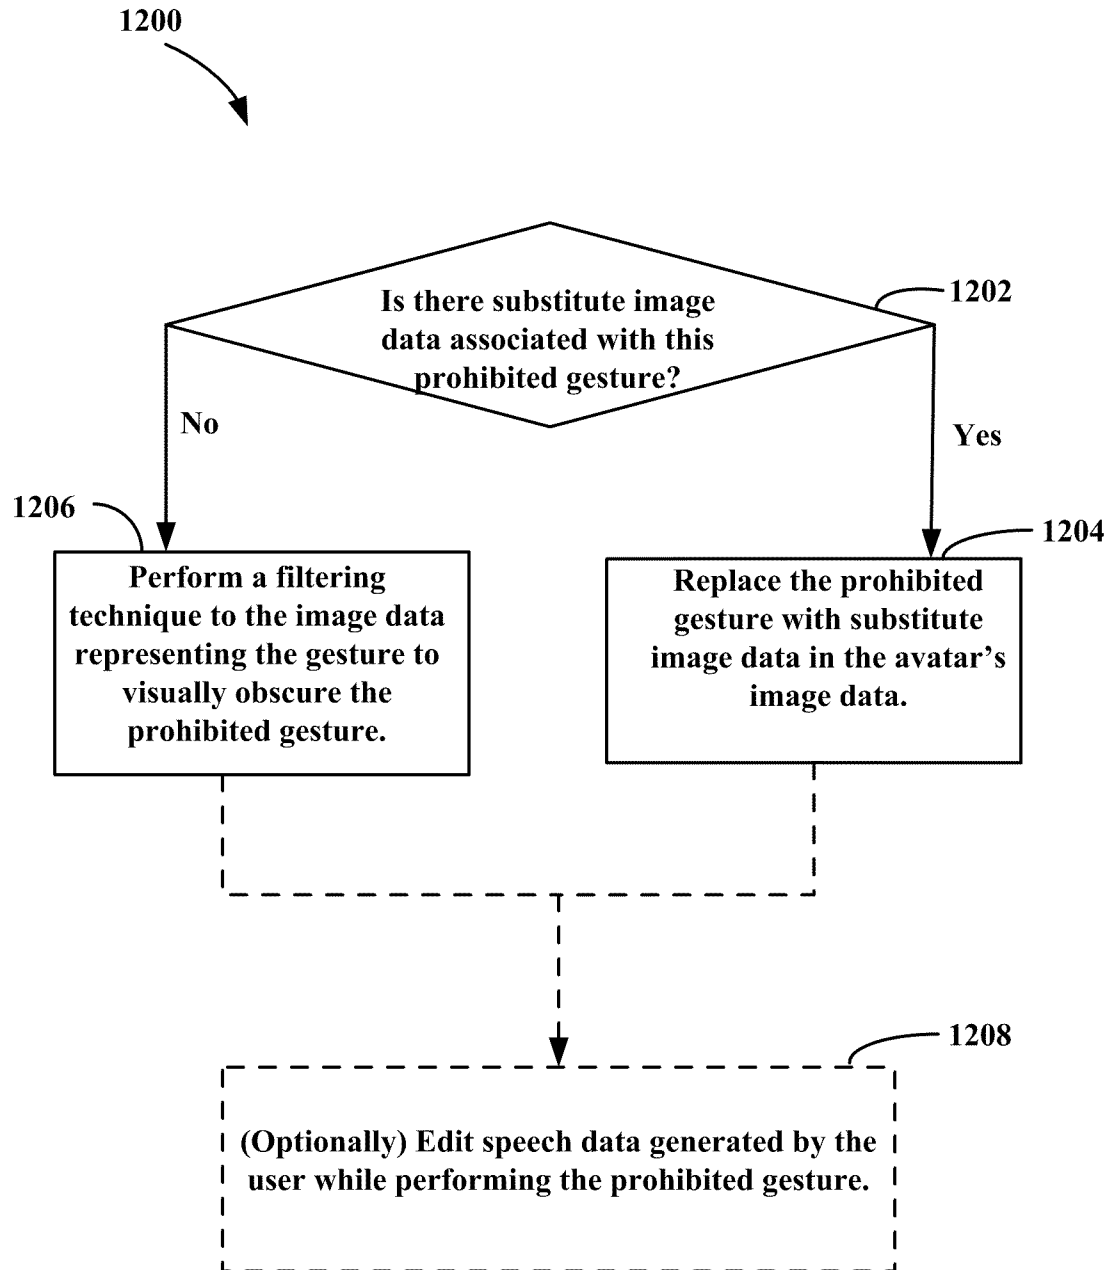 1200
Is there substitute image
data associated with this
prohibited gesture?
1202
No
Yes
1206
1204
Perform a filtering
technique to the image data
representing the gesture to
visually obscure the
prohibited gesture.
Replace the prohibited
gesture with substitute
image data in the avatar’s
image data.
1208
(Optionally) Edit speech data generated by the
user while performing the prohibited gesture.